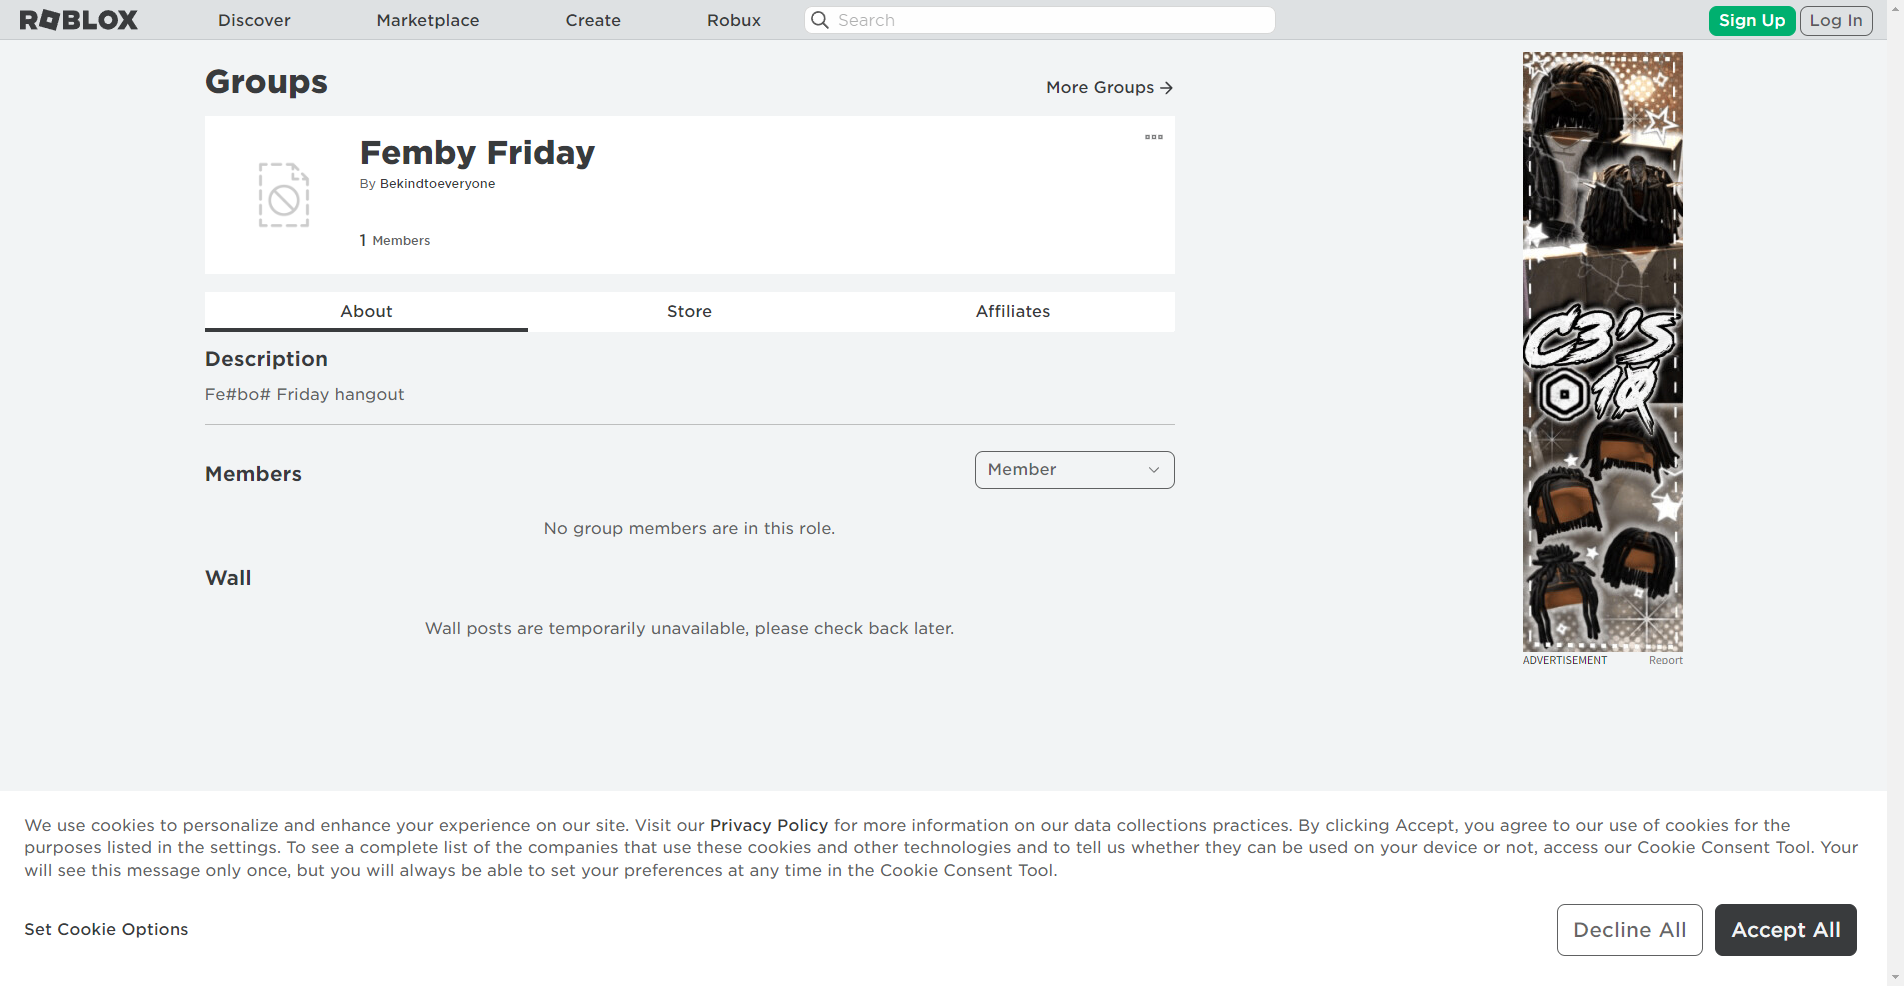 ROBLOX
Discover
Marketplace
Create
Robux
Search
Sign Up
Log In
Groups
More Groups →
Femby Friday
By Bekindtoeveryone
1 Members
About
Store
Affiliates
Description
Fe#bo# Friday hangout
Members
Member
No group members are in this role.
Wall
Wall posts are temporarily unavailable, please check back later.
C3'S
10
ADVERTISEMENT
Report
We use cookies to personalize and enhance your experience on our site. Visit our Privacy Policy for more information on our data collections practices. By clicking Accept, you agree to our use of cookies for the
purposes listed in the settings. To see a complete list of the companies that use these cookies and other technologies and to tell us whether they can be used on your device or not, access our Cookie Consent Tool. Your
will see this message only once, but you will always be able to set your preferences at any time in the Cookie Consent Tool.
Set Cookie Options
Decline All
Accept All